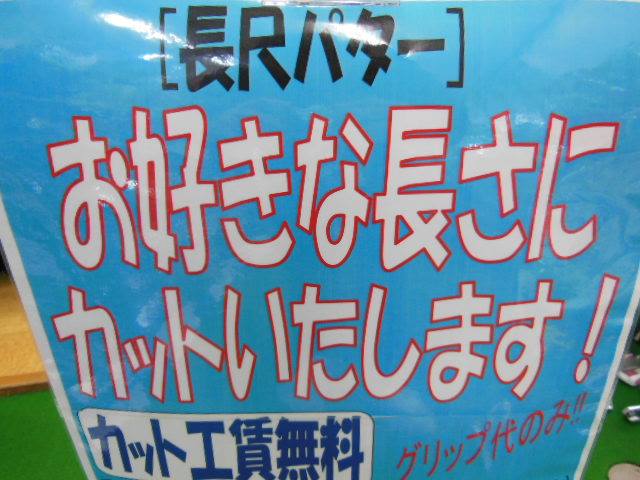 [長尺パター]
お好きな長さに
カットいたします!
カット工賃無料
グリップ代のみ!!